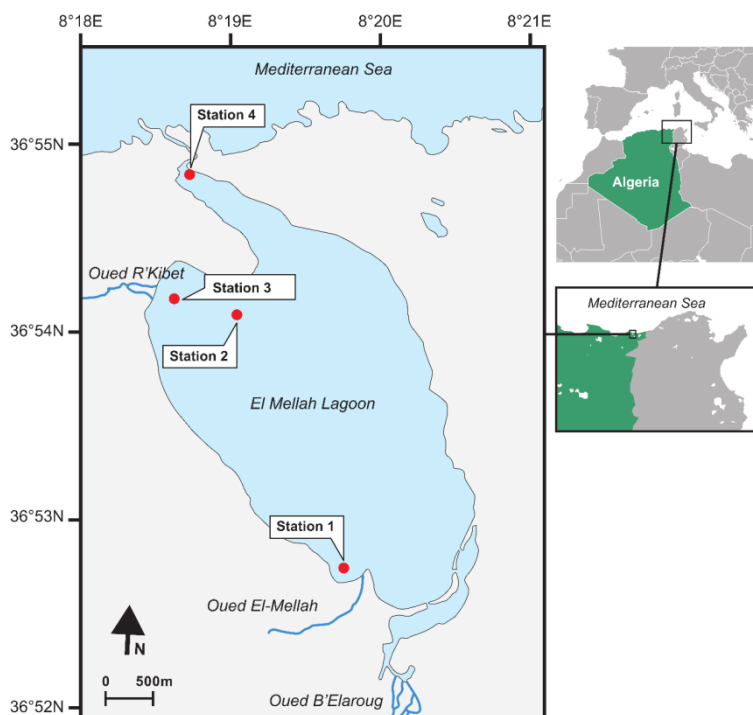 8°18E 8°19E 8°20E 8°21E
Mediterranean Sea
Station 4
36°55N
Algeria
Oued R'Kibet
Station 3
Mediterranean Sea
36°54N
Station 2
El Mellah Lagoon
36°53N
Station 1
Oued El-Mellah
N
0 500m
Oued B'Elaroug
36°52N